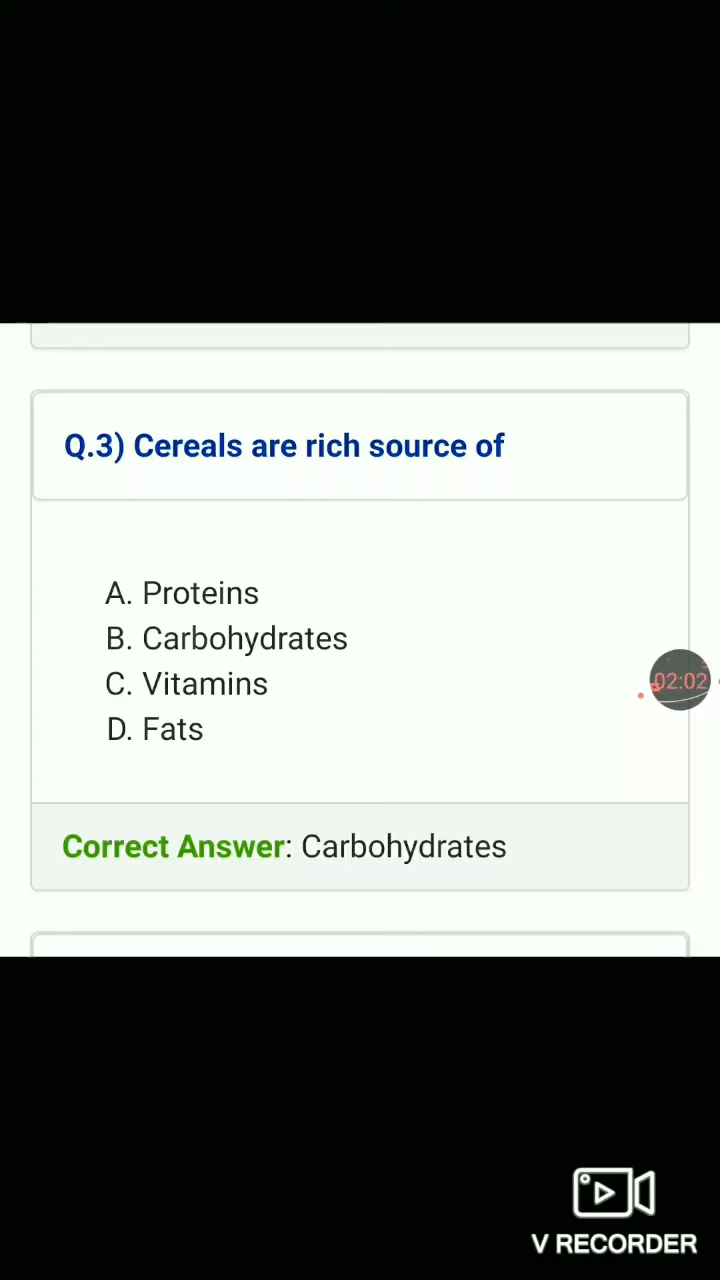 Q.3) Cereals are rich source of
A. Proteins
B. Carbohydrates
C. Vitamins
D. Fats
02:02
Correct Answer: Carbohydrates
V RECORDER